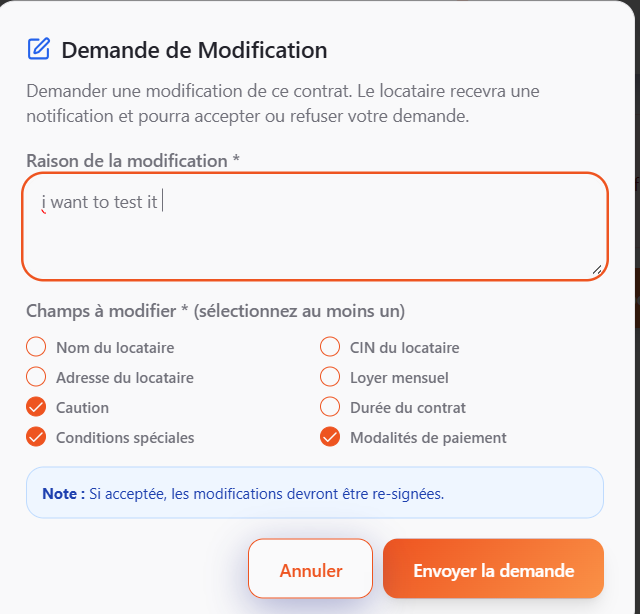 Demande de Modification
Demander une modification de ce contrat. Le locataire recevra une
notification et pourra accepter ou refuser votre demande.
Raison de la modification *
i want to test it
Champs à modifier * (sélectionnez au moins un)
Nom du locataire
CIN du locataire
Adresse du locataire
Loyer mensuel
Caution
Durée du contrat
Conditions spéciales
Modalités de paiement
Note : Si acceptée, les modifications devront être re-signées.
Annuler
Envoyer la demande